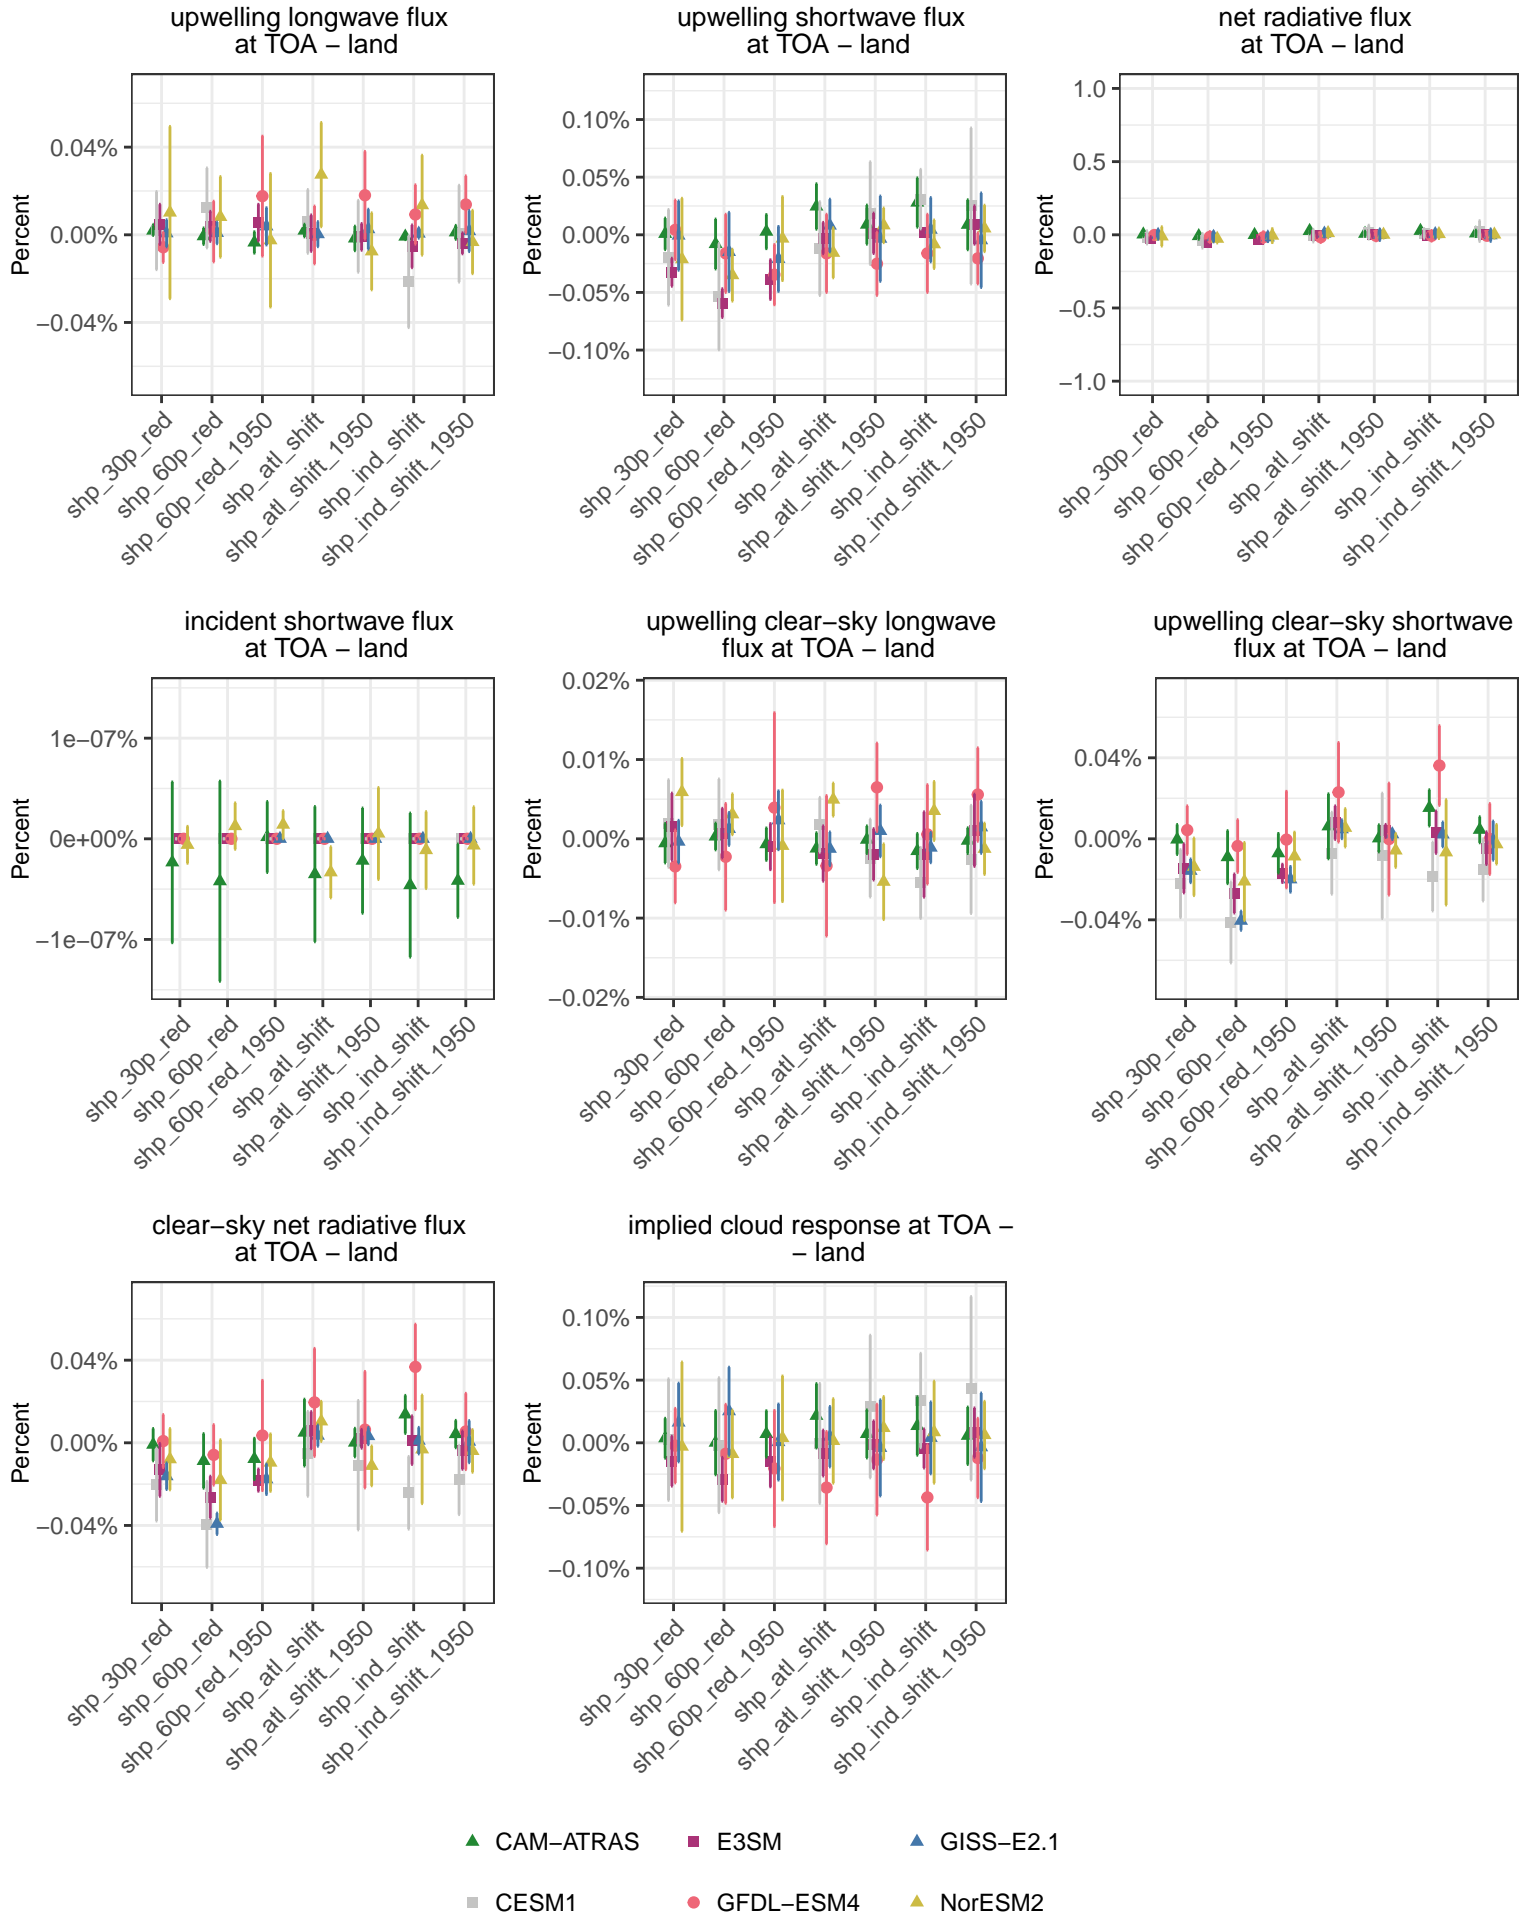 upwelling longwave flux
at TOA − land
upwelling shortwave flux
at TOA − land
net radiative flux
at TOA − land
Percent
0.04%
0.00%
−0.04%
shp_30p_red
shp_60p_red
shp_60p_red_1950
shp_atl_shift
shp_atl_shift_1950
shp_ind_shift
shp_ind_shift_1950
Percent
0.10%
0.05%
0.00%
−0.05%
−0.10%
shp_30p_red
shp_60p_red
shp_60p_red_1950
shp_atl_shift
shp_atl_shift_1950
shp_ind_shift
shp_ind_shift_1950
Percent
1.0
0.5
0.0
−0.5
−1.0
shp_30p_red
shp_60p_red
shp_60p_red_1950
shp_atl_shift
shp_atl_shift_1950
shp_ind_shift
shp_ind_shift_1950
incident shortwave flux
at TOA − land
upwelling clear−sky longwave
flux at TOA − land
upwelling clear−sky shortwave
flux at TOA − land
Percent
1e−07%
0e+00%
−1e−07%
shp_30p_red
shp_60p_red
shp_60p_red_1950
shp_atl_shift
shp_atl_shift_1950
shp_ind_shift
shp_ind_shift_1950
Percent
0.02%
0.01%
0.00%
−0.01%
−0.02%
shp_30p_red
shp_60p_red
shp_60p_red_1950
shp_atl_shift
shp_atl_shift_1950
shp_ind_shift
shp_ind_shift_1950
Percent
0.04%
0.00%
−0.04%
shp_30p_red
shp_60p_red
shp_60p_red_1950
shp_atl_shift
shp_atl_shift_1950
shp_ind_shift
shp_ind_shift_1950
clear−sky net radiative flux
at TOA − land
implied cloud response at TOA −
− land
Percent
0.04%
0.00%
−0.04%
shp_30p_red
shp_60p_red
shp_60p_red_1950
shp_atl_shift
shp_atl_shift_1950
shp_ind_shift
shp_ind_shift_1950
Percent
0.10%
0.05%
0.00%
−0.05%
−0.10%
shp_30p_red
shp_60p_red
shp_60p_red_1950
shp_atl_shift
shp_atl_shift_1950
shp_ind_shift
shp_ind_shift_1950
CAM−ATRAS
E3SM
GISS−E2.1
CESM1
GFDL−ESM4
NorESM2